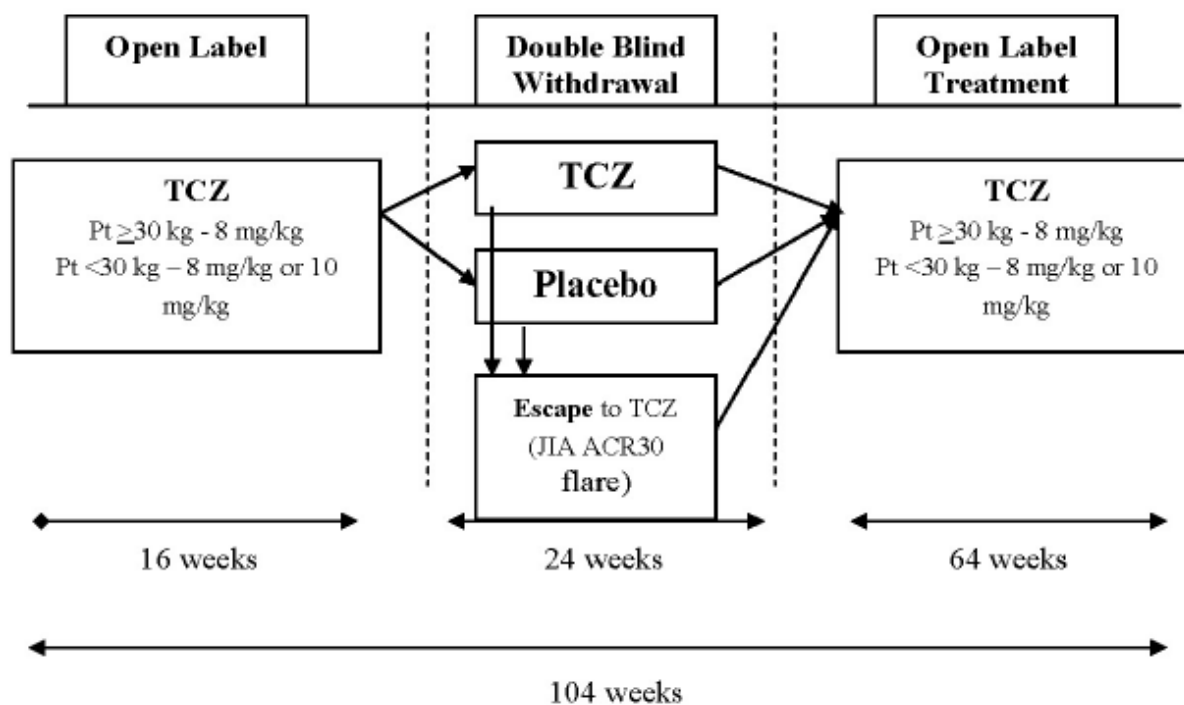 Open Label
Double Blind
Withdrawal
Open Label
Treatment
TCZ
Pt ≥30 kg - 8 mg/kg
Pt <30 kg – 8 mg/kg or 10
mg/kg
TCZ
Placebo
Escape to TCZ
(JIA ACR30
flare)
TCZ
Pt ≥30 kg - 8 mg/kg
Pt <30 kg – 8 mg/kg or 10
mg/kg
16 weeks
24 weeks
64 weeks
104 weeks